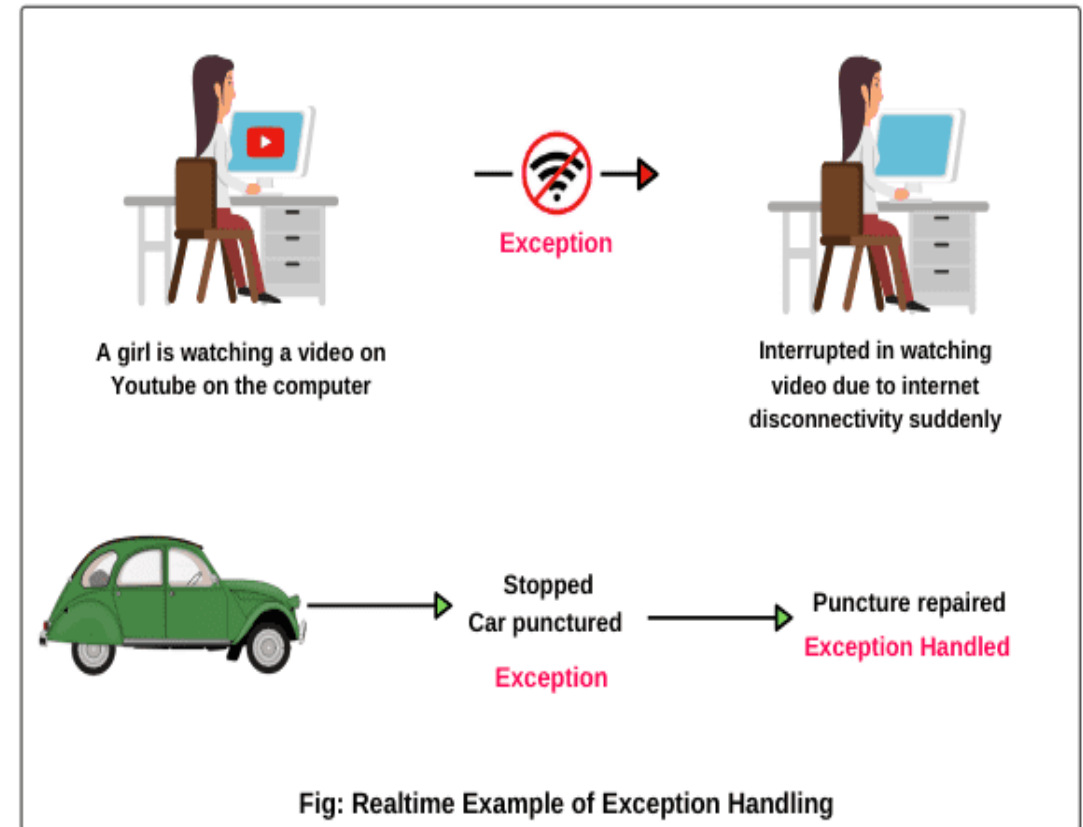 Exception
A girl is watching a video on
Youtube on the computer
Interrupted in watching
video due to internet
disconnectivity suddenly
Stopped
Car punctured
Exception
Puncture repaired
Exception Handled
Fig: Realtime Example of Exception Handling